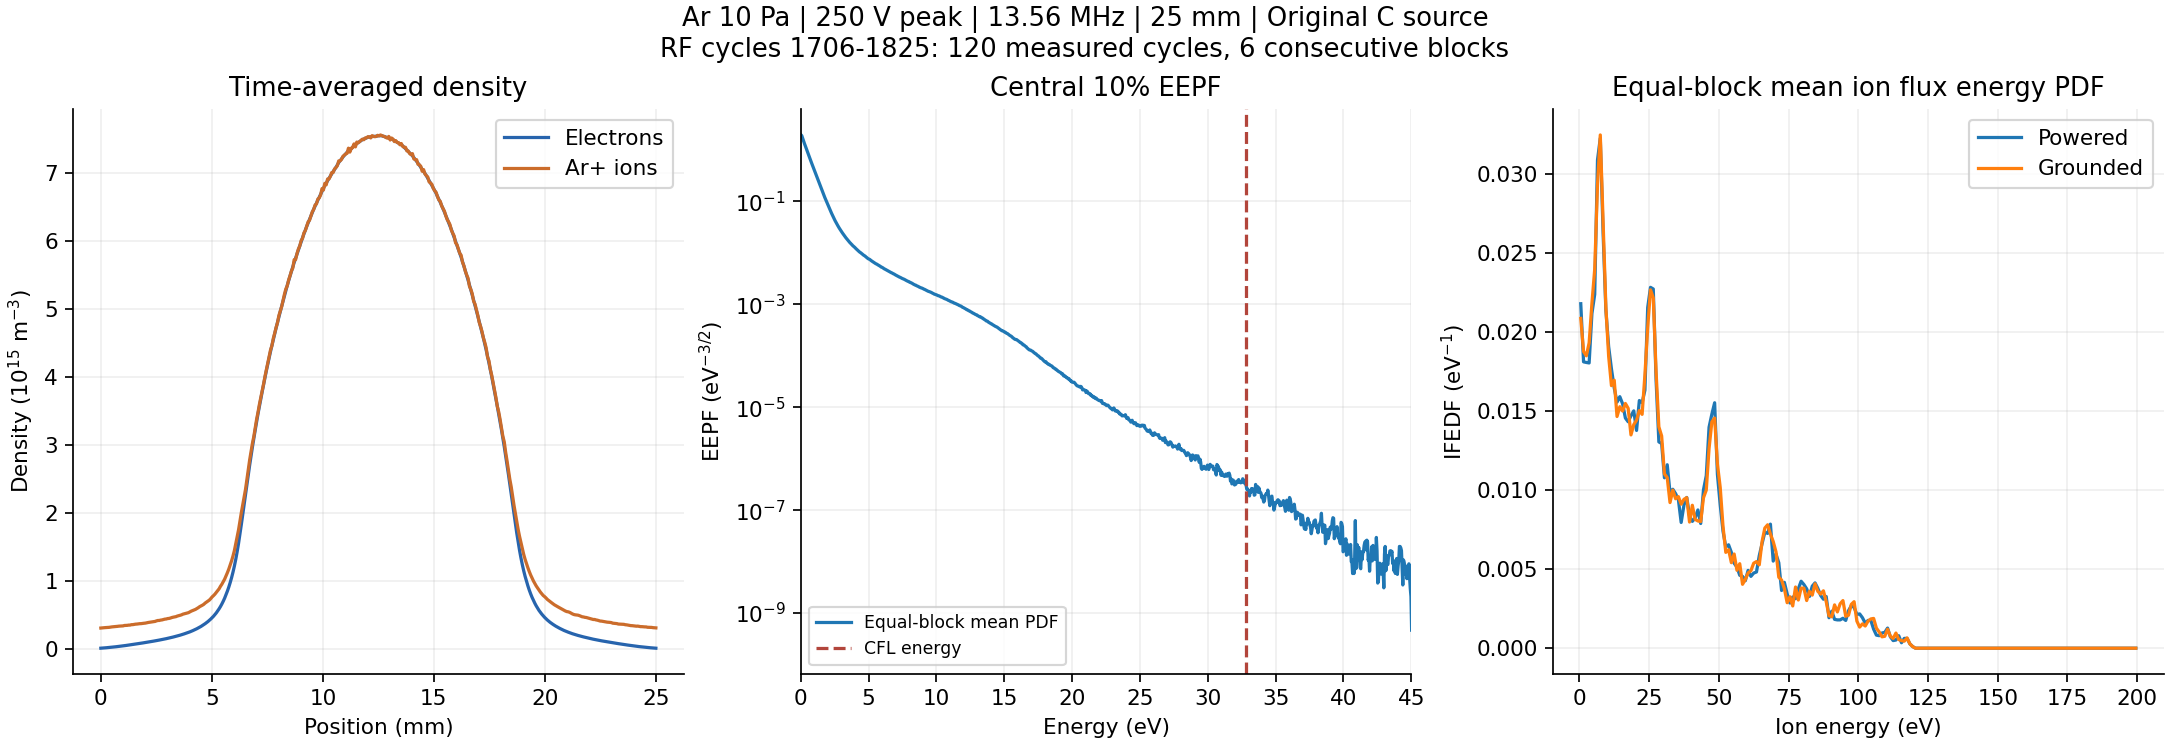 Ar 10 Pa | 250 V peak | 13.56 MHz | 25 mm | Original C source
RF cycles 1706-1825: 120 measured cycles, 6 consecutive blocks
Time-averaged density
Density (10¹⁵ m⁻³)
7
6
5
4
3
2
1
0
0 5 10 15 20 25
Position (mm)
Electrons
Ar+ ions
Central 10% EEPF
EEPF (eV⁻³/²)
10⁻¹
10⁻³
10⁻⁵
10⁻⁷
10⁻⁹
0 5 10 15 20 25 30 35 40 45
Energy (eV)
Equal-block mean PDF
CFL energy
Equal-block mean ion flux energy PDF
IFEDF (eV⁻¹)
0.030
0.025
0.020
0.015
0.010
0.005
0.000
0 25 50 75 100 125 150 175 200
Ion energy (eV)
Powered
Grounded